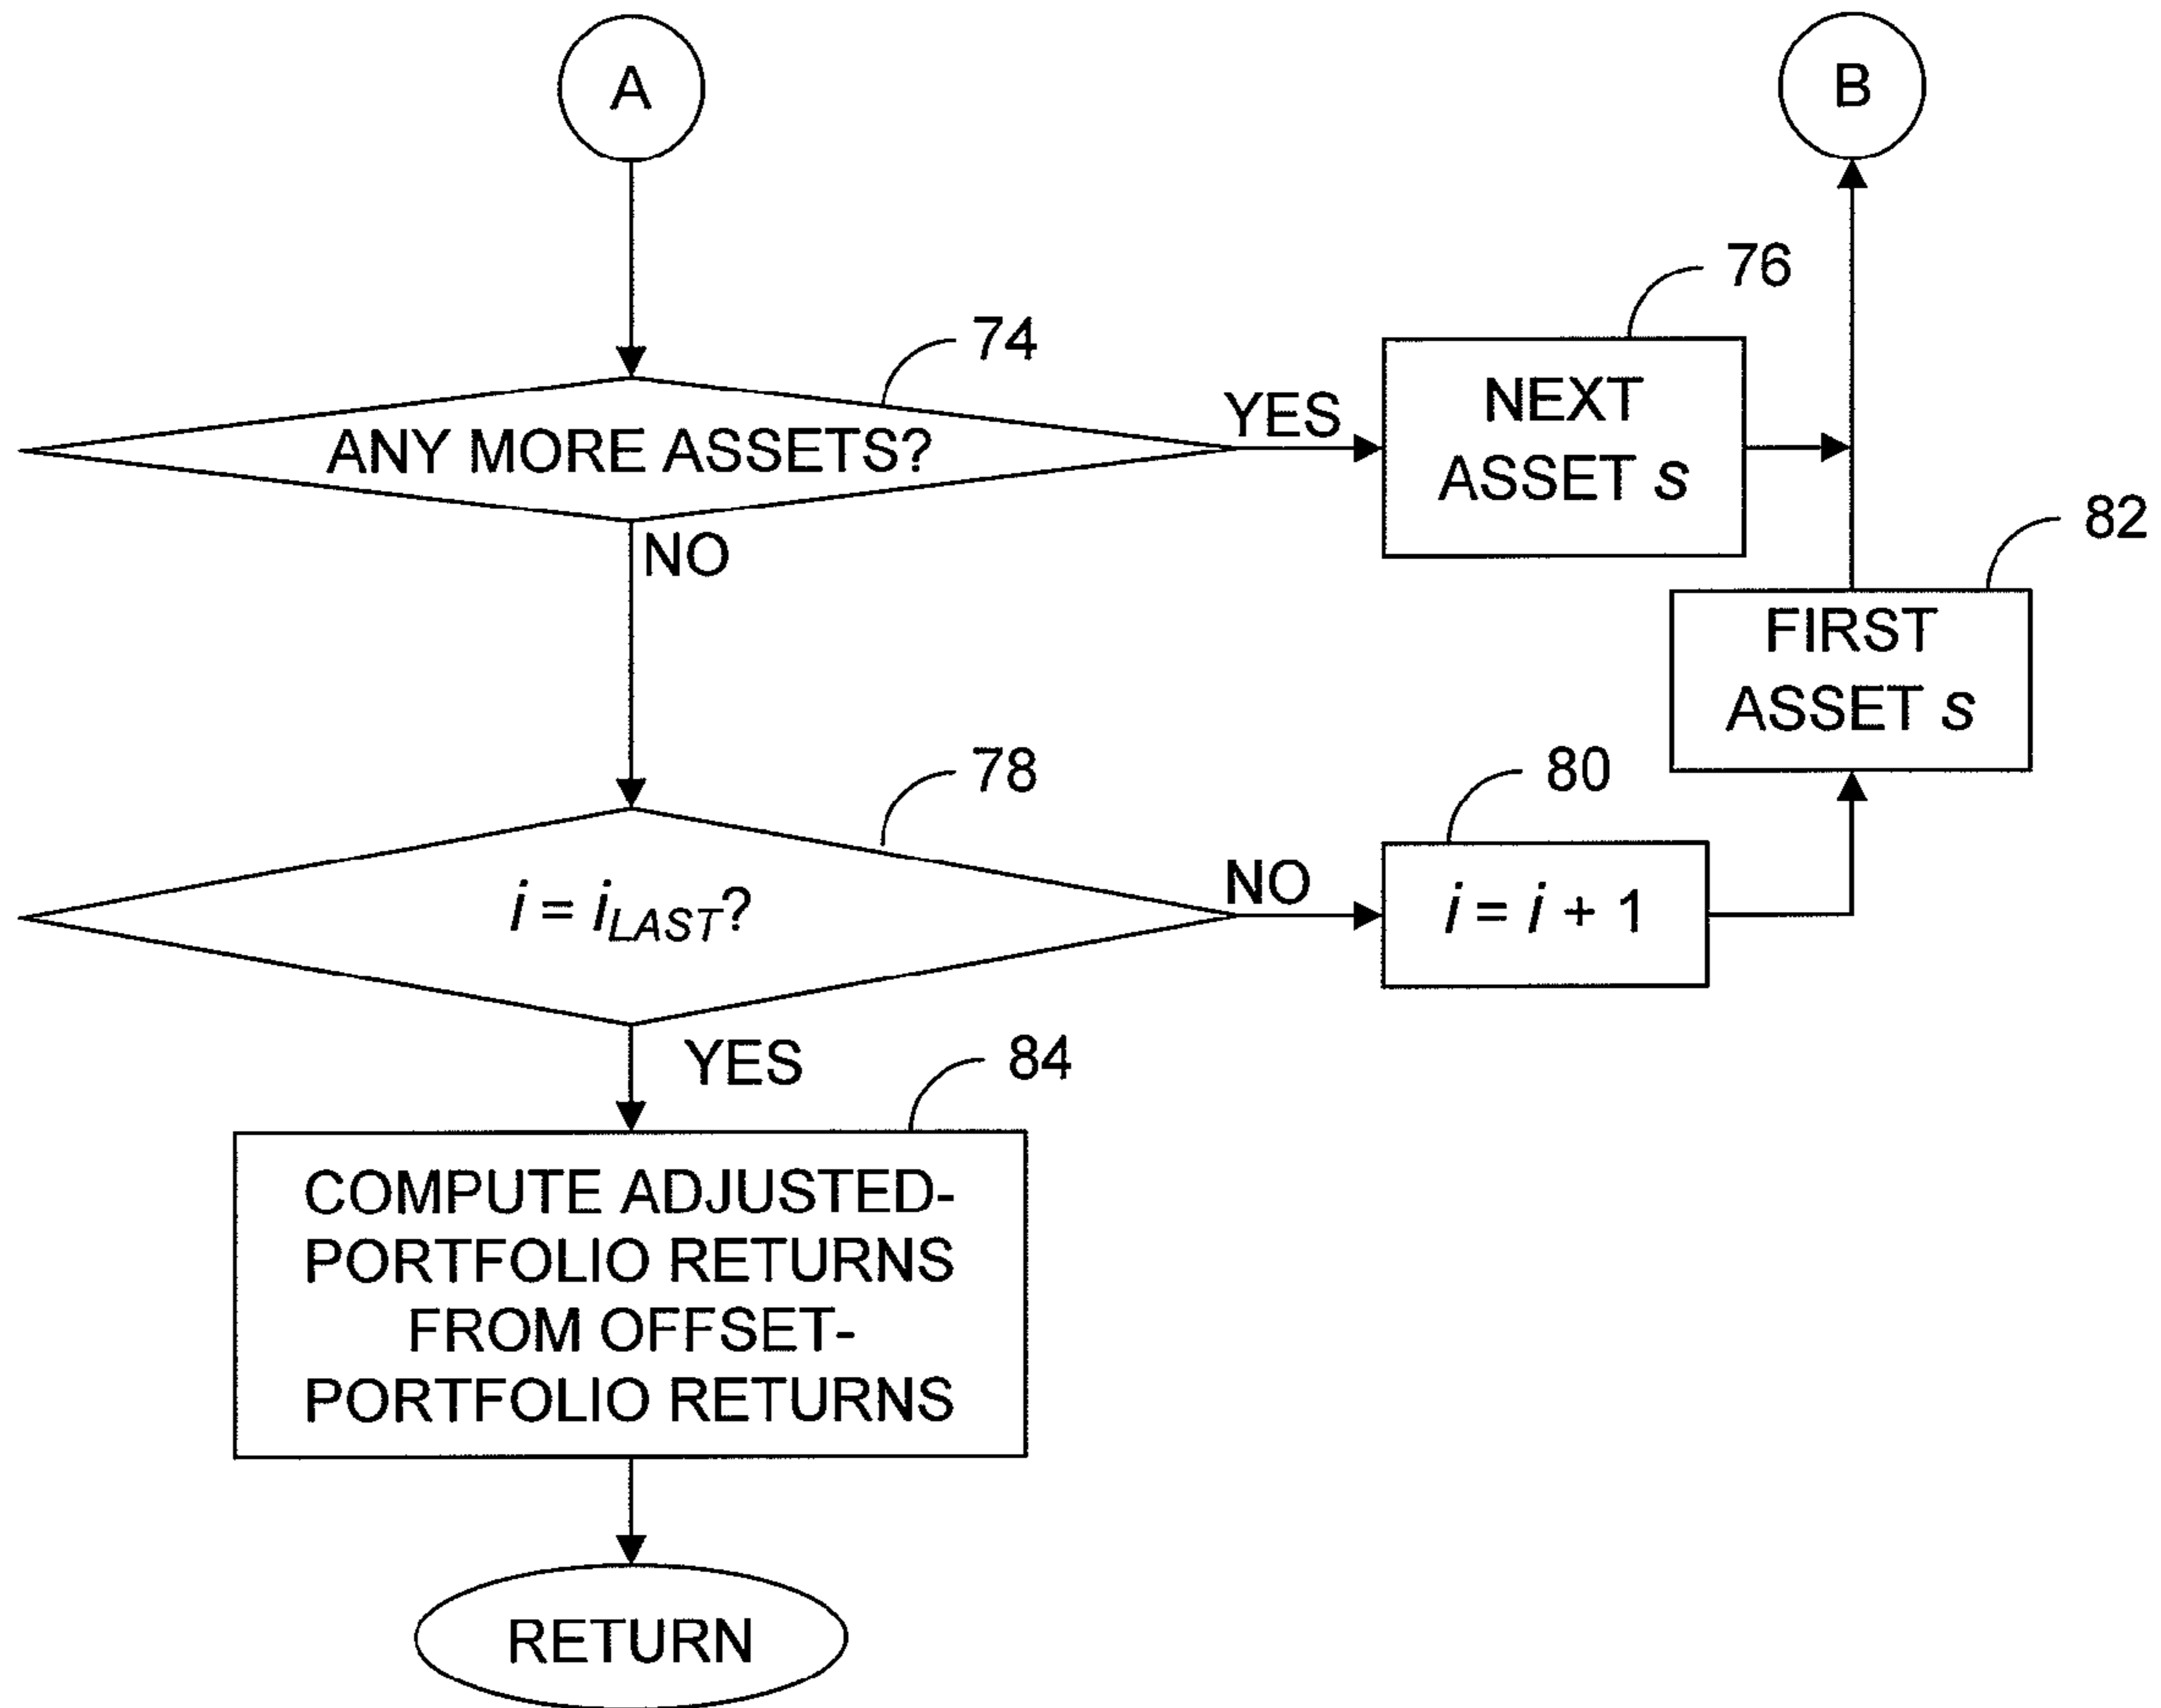 A
B
76
74
NEXT
ASSET s
YES
ANY MORE ASSETS?
82
NO
FIRST
ASSET s
78
80
NO
i = i + 1
i = iLAST?
YES
84
COMPUTE ADJUSTED-
PORTFOLIO RETURNS
FROM OFFSET-
PORTFOLIO RETURNS
RETURN